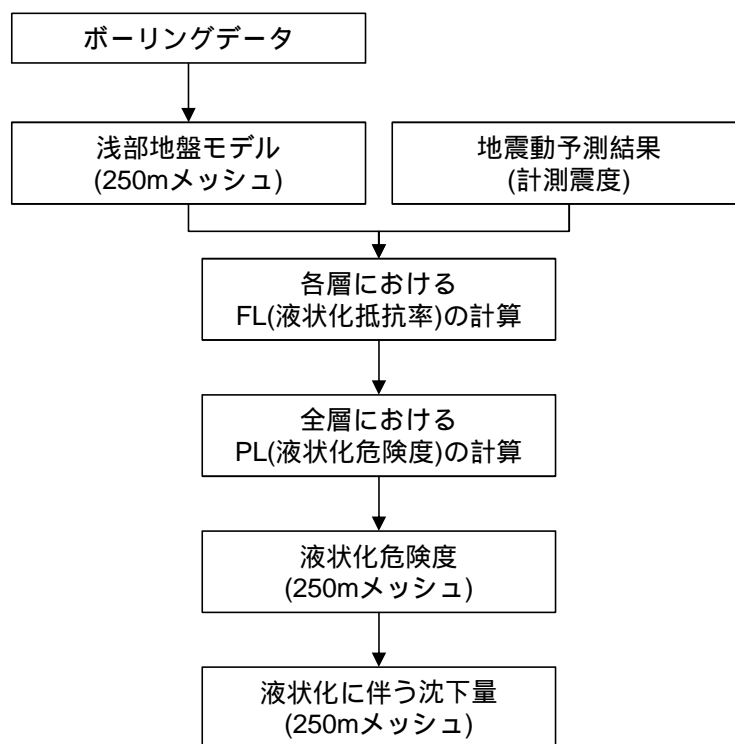 ボーリングデータ
浅部地盤モデル
(250mメッシュ)
地震動予測結果
(計測震度)
各層における
FL(液状化抵抗率)の計算
全層における
PL(液状化危険度)の計算
液状化危険度
(250mメッシュ)
液状化に伴う沈下量
(250mメッシュ)